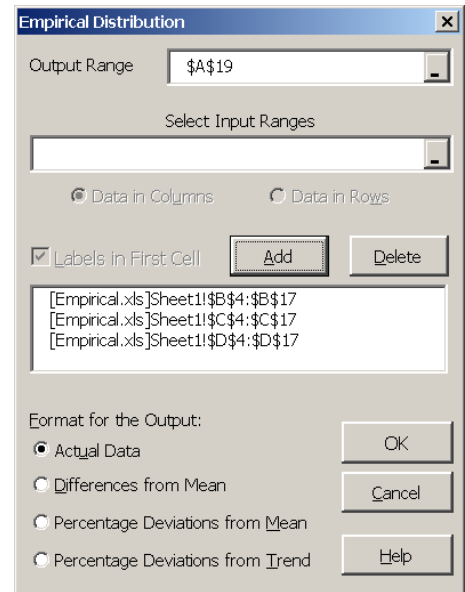 Empirical Distribution
Output Range $A$19
Select Input Ranges
Data in Columns Data in Rows
Labels in First Cell Add Delete
[Empirical.xls]Sheet1!$B$4:$B$17
[Empirical.xls]Sheet1!$C$4:$C$17
[Empirical.xls]Sheet1!$D$4:$D$17
Format for the Output:
Actual Data
OK
Differences from Mean
Cancel
Percentage Deviations from Mean
Percentage Deviations from Trend
Help